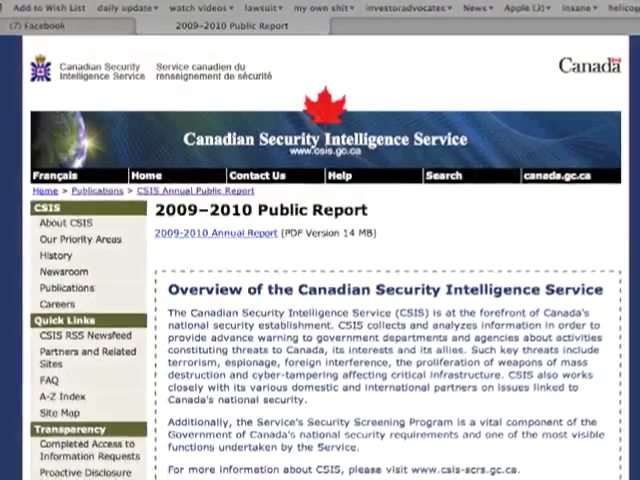 Add to Wish List daily update watch videos lawsuit my own shit investoradvocates News Apple (3) insane
(7) Facebook 2009-2010 Public Report
Canadian Security Intelligence Service
Service canadien du renseignement de sécurité
Canada
Canadian Security Intelligence Service
www.csis.gc.ca
Français Home Contact Us Help Search canada.gc.ca
Home > Publications > CSIS Annual Public Report
CSIS
About CSIS
Our Priority Areas
History
Newsroom
Publications
Careers
Quick Links
CSIS RSS Newsfeed
Partners and Related
Sites
FAQ
A-Z Index
Site Map
Transparency
Completed Access to
Information Requests
Proactive Disclosure
2009-2010 Public Report
2009-2010 Annual Report [PDF Version 14 MB]
Overview of the Canadian Security Intelligence Service
The Canadian Security Intelligence Service (CSIS) is at the forefront of Canada's
national security establishment. CSIS collects and analyzes information in order to
provide advance warning to government departments and agencies about activities
constituting threats to Canada, its interests and its allies. Such key threats include
terrorism, espionage, foreign interference, the proliferation of weapons of mass
destruction and cyber-tampering affecting critical infrastructure. CSIS also works
closely with its various domestic and international partners on issues linked to
Canada's national security.
Additionally, the Service's Security Screening Program is a vital component of the
Government of Canada's national security requirements and one of the most visible
functions undertaken by the Service.
For more information about CSIS, please visit www.csis-scrs.gc.ca.